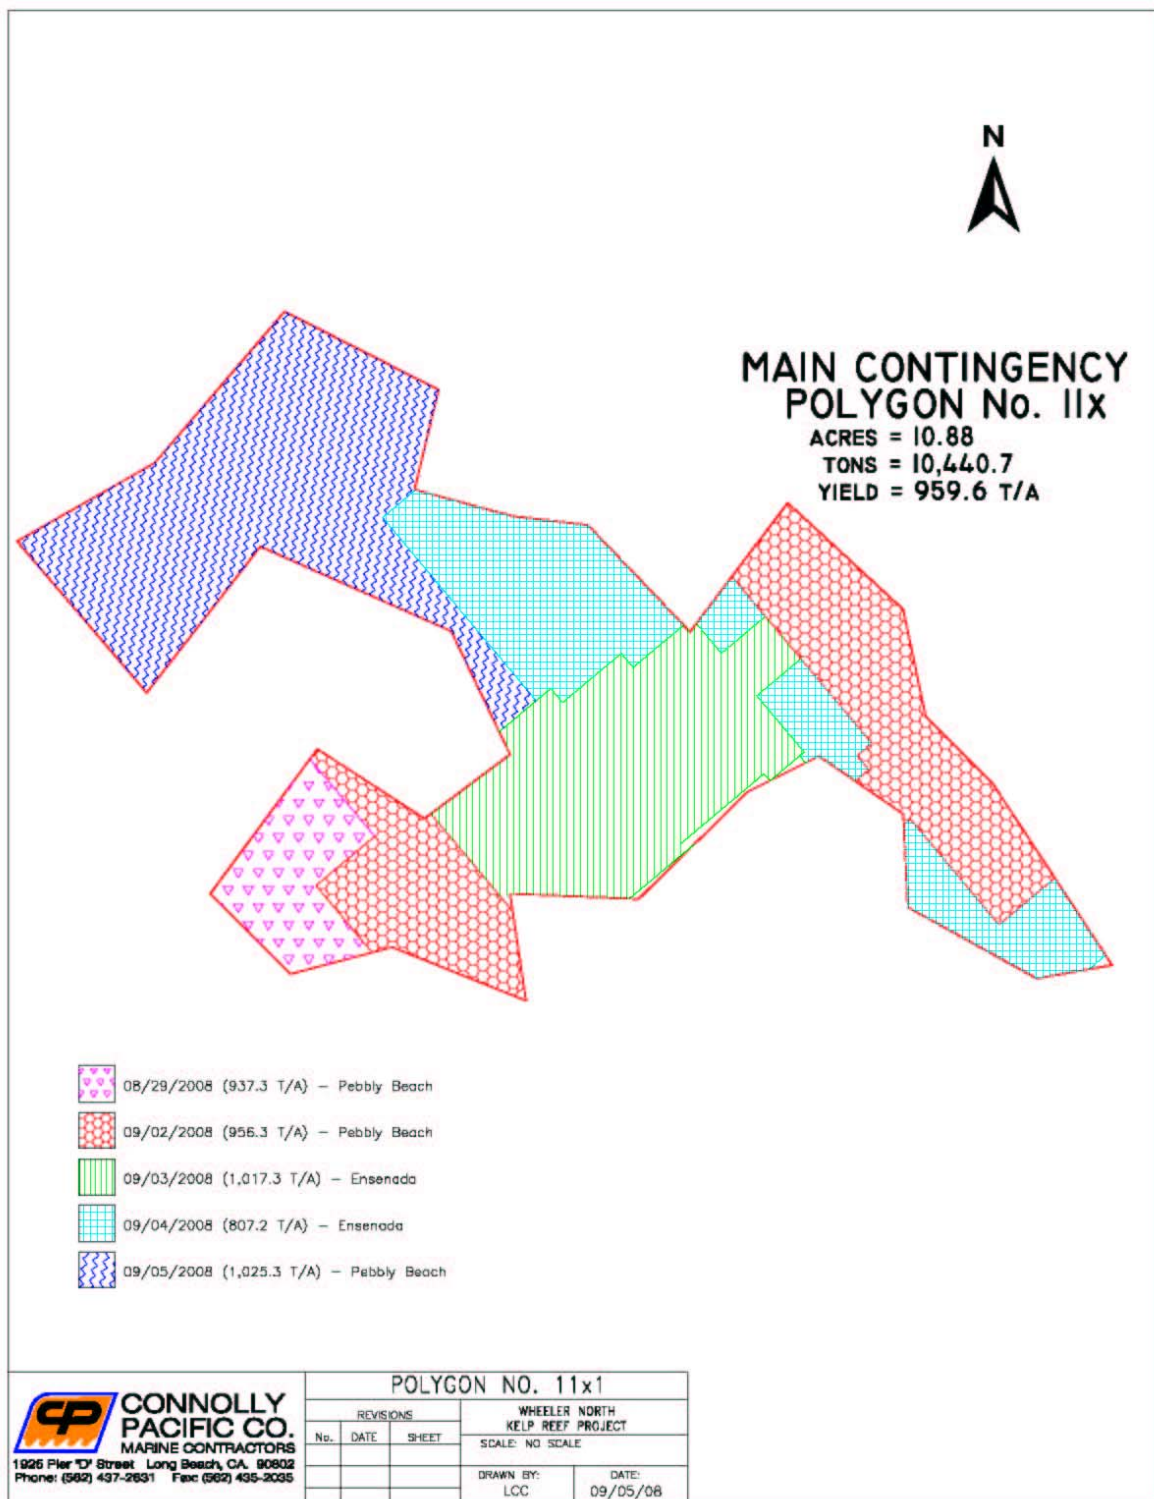 N
MAIN CONTINGENCY
POLYGON No. 11x
ACRES = 10.88
TONS = 10,440.7
YIELD = 959.6 T/A
08/29/2008 (937.3 T/A) – Pebbly Beach
09/02/2008 (956.3 T/A) – Pebbly Beach
09/03/2008 (1,017.3 T/A) – Ensenada
09/04/2008 (807.2 T/A) – Ensenada
09/05/2008 (1,025.3 T/A) – Pebbly Beach
CP
CONNOLLY
PACIFIC CO.
MARINE CONTRACTORS
1925 Pier "D" Street Long Beach, CA. 90802
Phone: (562) 437-2831 Fax: (562) 435-2035
POLYGON NO. 11x1
REVISIONS
No. DATE SHEET
WHEELER NORTH
KELP REEF PROJECT
SCALE: NO SCALE
DRAWN BY:
LCC
DATE:
09/05/08